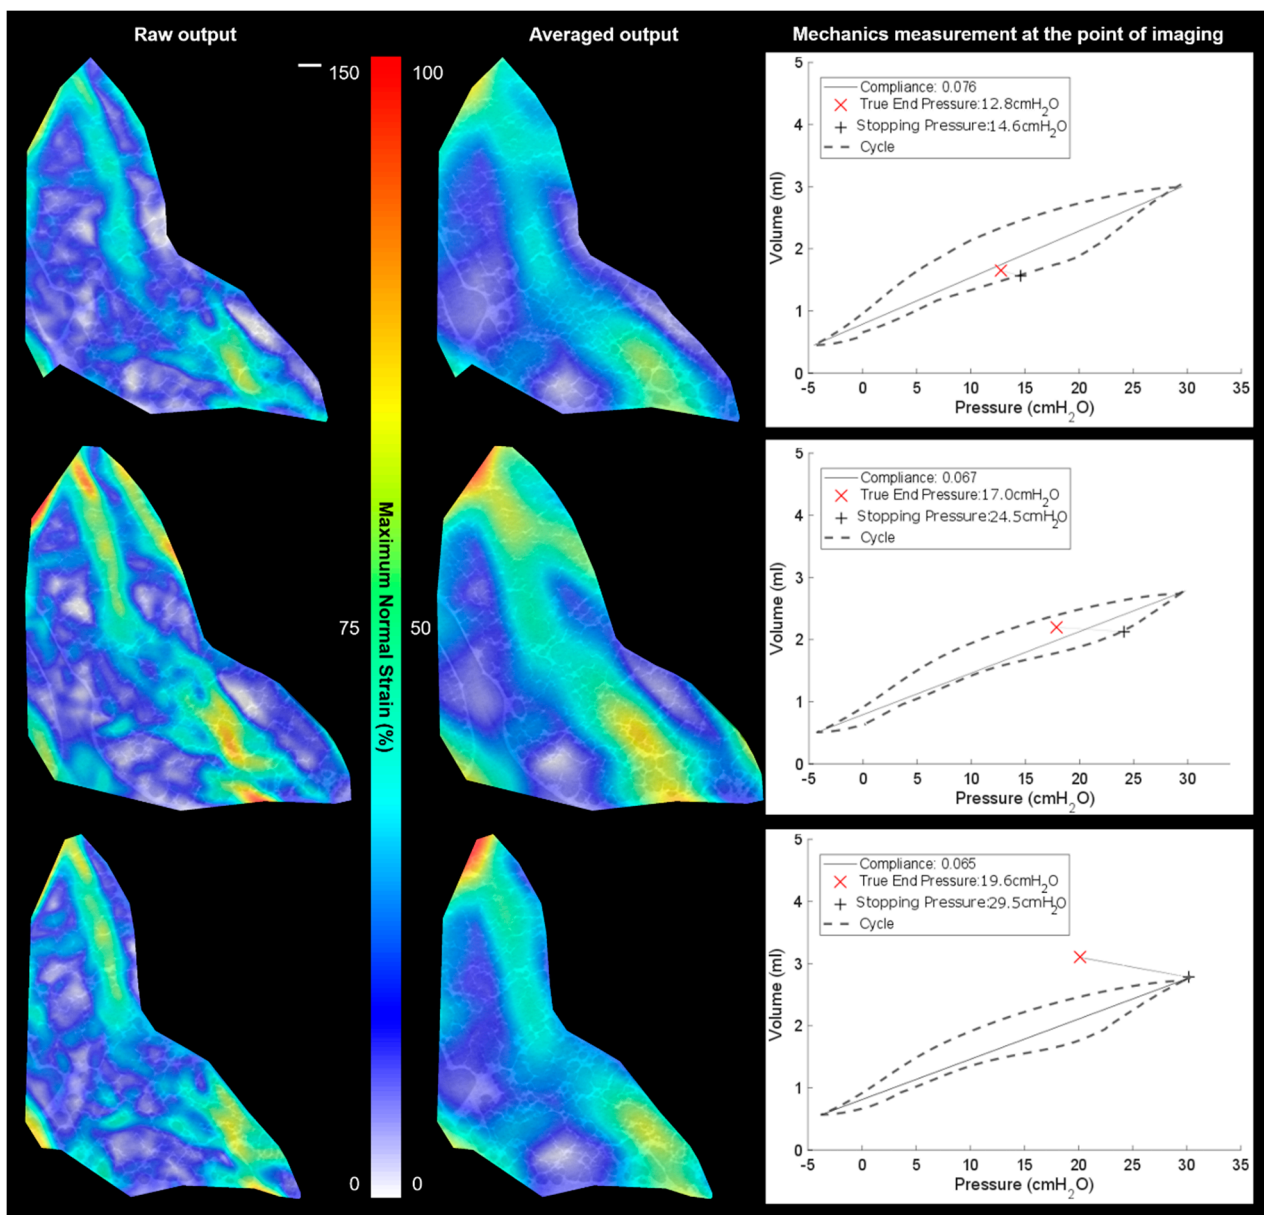 Raw output
Averaged output
Mechanics measurement at the point of imaging
150
100
75
50
0
0
Maximum Normal Strain (%)
5
4
3
2
1
0
Volume (ml)
Compliance: 0.076
True End Pressure:12.8cmH2O
Stopping Pressure:14.6cmH2O
Cycle
-5 0 5 10 15 20 25 30 35
Pressure (cmH2O)
5
4
3
2
1
0
Volume (ml)
Compliance: 0.067
True End Pressure:17.0cmH2O
Stopping Pressure:24.5cmH2O
Cycle
-5 0 5 10 15 20 25 30
Pressure (cmH2O)
5
4
3
2
1
0
Volume (ml)
Compliance: 0.065
True End Pressure:19.6cmH2O
Stopping Pressure:29.5cmH2O
Cycle
-5 0 5 10 15 20 25 30 35
Pressure (cmH2O)